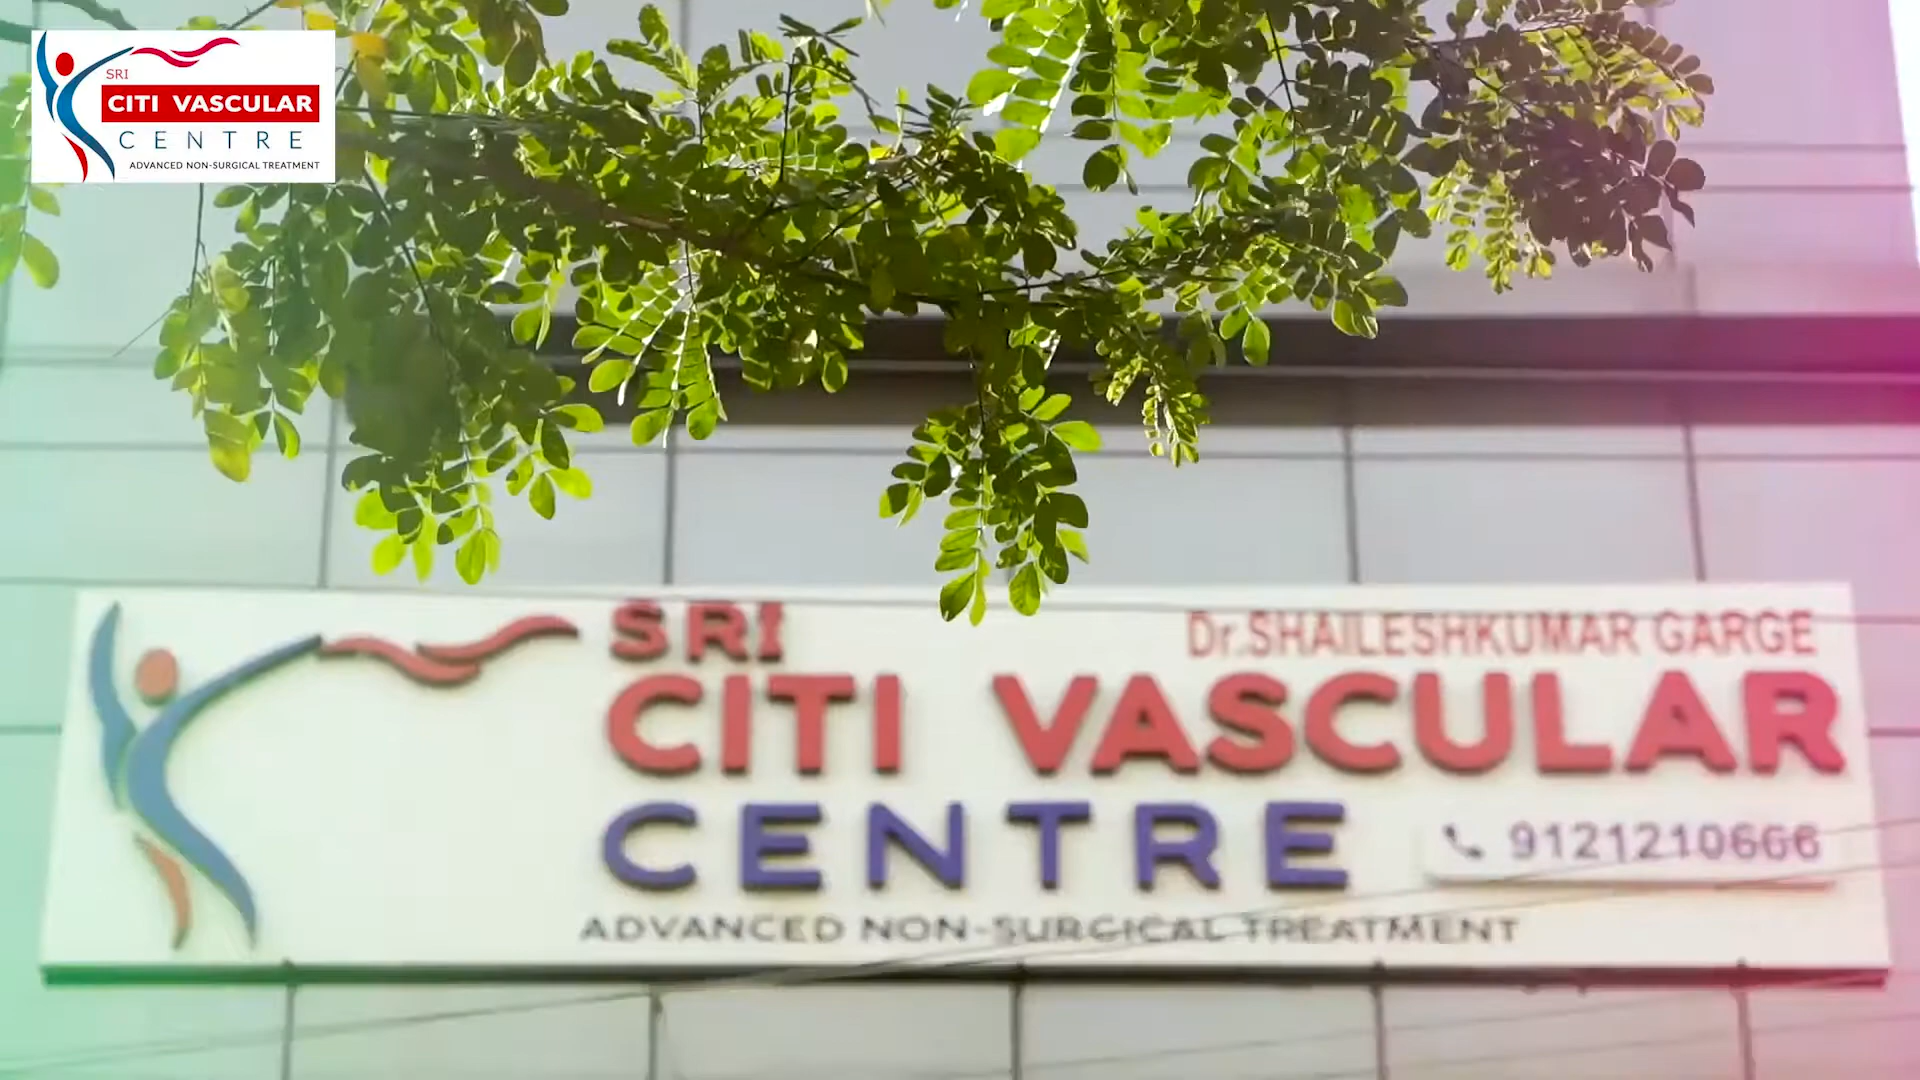 SRI
CITI VASCULAR
CENTRE
ADVANCED NON-SURGICAL TREATMENT
SRI
Dr.SHAILESHKUMAR GARGE
CITI VASCULAR
CENTRE
9121210666
ADVANCED NON-SURGICAL TREATMENT